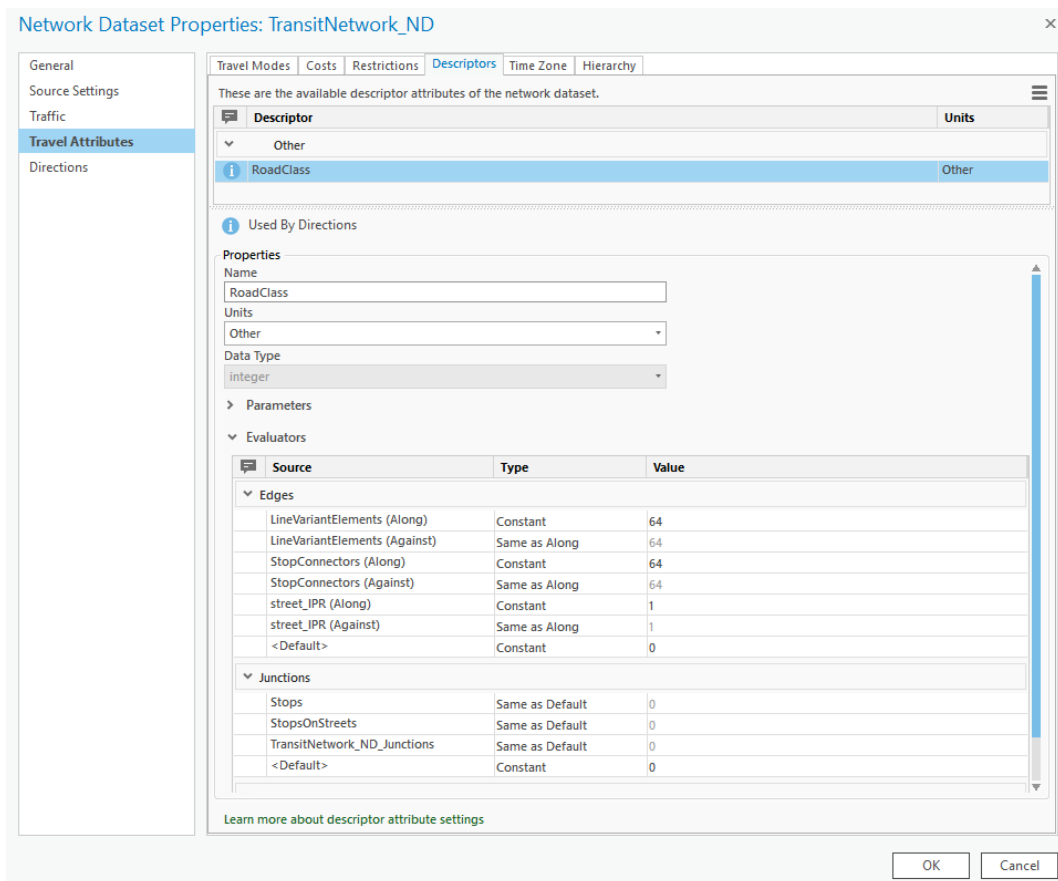 Network Dataset Properties: TransitNetwork_ND
General
Source Settings
Traffic
Travel Attributes
Directions
Travel Modes Costs Restrictions Descriptors Time Zone Hierarchy
These are the available descriptor attributes of the network dataset.
Descriptor Units
Other
RoadClass Other
Used By Directions
Properties
Name
RoadClass
Units
Other
Data Type
integer
Parameters
Evaluators
Source Type Value
Edges
LineVariantElements (Along) Constant 64
LineVariantElements (Against) Same as Along 64
StopConnectors (Along) Constant 64
StopConnectors (Against) Same as Along 64
street_IPR (Along) Constant 1
street_IPR (Against) Same as Along 1
<Default> Constant 0
Junctions
Stops Same as Default 0
StopsOnStreets Same as Default 0
TransitNetwork_ND_Junctions Same as Default 0
<Default> Constant 0
Learn more about descriptor attribute settings
OK Cancel